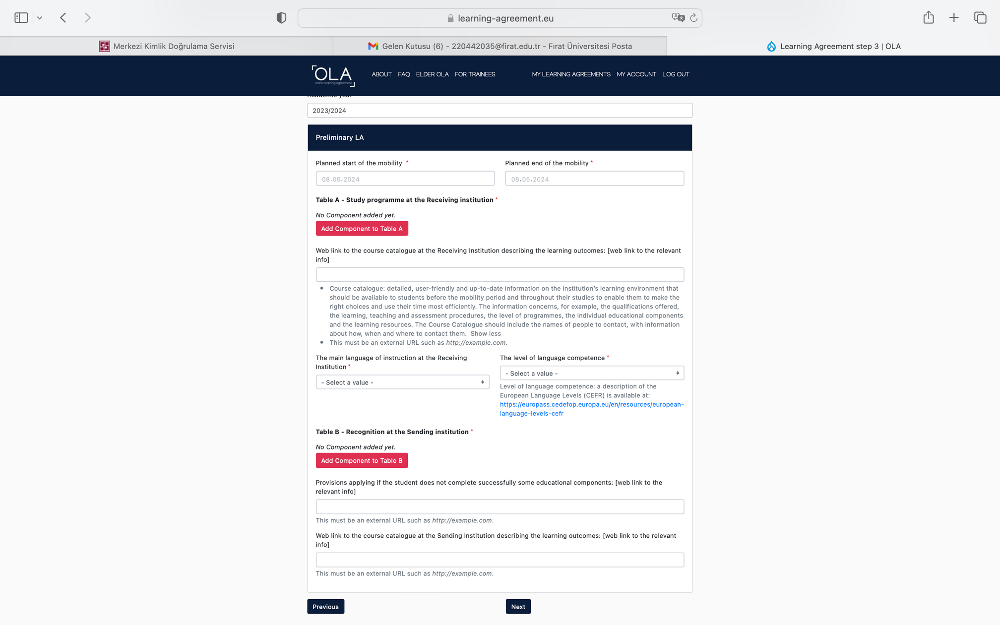 learning-agreement.eu
Merkezi Kimlik Doğrulama Servisi
Gelen Kutusu (6) - 220442035@firat.edu.tr - Fırat Üniversitesi Posta
Learning Agreement step 3 | OLA
OLA
online learning agreement
ABOUT FAQ ELDER OLA FOR TRAINEES
MY LEARNING AGREEMENTS MY ACCOUNT LOG OUT
Academic year
2023/2024
Preliminary LA
Planned start of the mobility *
Planned end of the mobility *
08.05.2024
08.05.2024
Table A - Study programme at the Receiving institution *
No Component added yet.
Add Component to Table A
Web link to the course catalogue at the Receiving Institution describing the learning outcomes: [web link to the relevant
info]
• Course catalogue: detailed, user-friendly and up-to-date information on the institution's learning environment that
should be available to students before the mobility period and throughout their studies to enable them to make the
right choices and use their time most efficiently. The information concerns, for example, the qualifications offered,
the learning, teaching and assessment procedures, the level of programmes, the individual educational components
and the learning resources. The Course Catalogue should include the names of people to contact, with information
about how, when and where to contact them. Show less
• This must be an external URL such as http://example.com.
The main language of instruction at the Receiving
Institution *
- Select a value -
The level of language competence *
- Select a value -
Level of language competence: a description of the
European Language Levels (CEFR) is available at:
https://europass.cedefop.europa.eu/en/resources/european-
language-levels-cefr
Table B - Recognition at the Sending institution *
No Component added yet.
Add Component to Table B
Provisions applying if the student does not complete successfully some educational components: [web link to the
relevant info]
This must be an external URL such as http://example.com.
Web link to the course catalogue at the Sending Institution describing the learning outcomes: [web link to the relevant
info]
This must be an external URL such as http://example.com.
Previous
Next